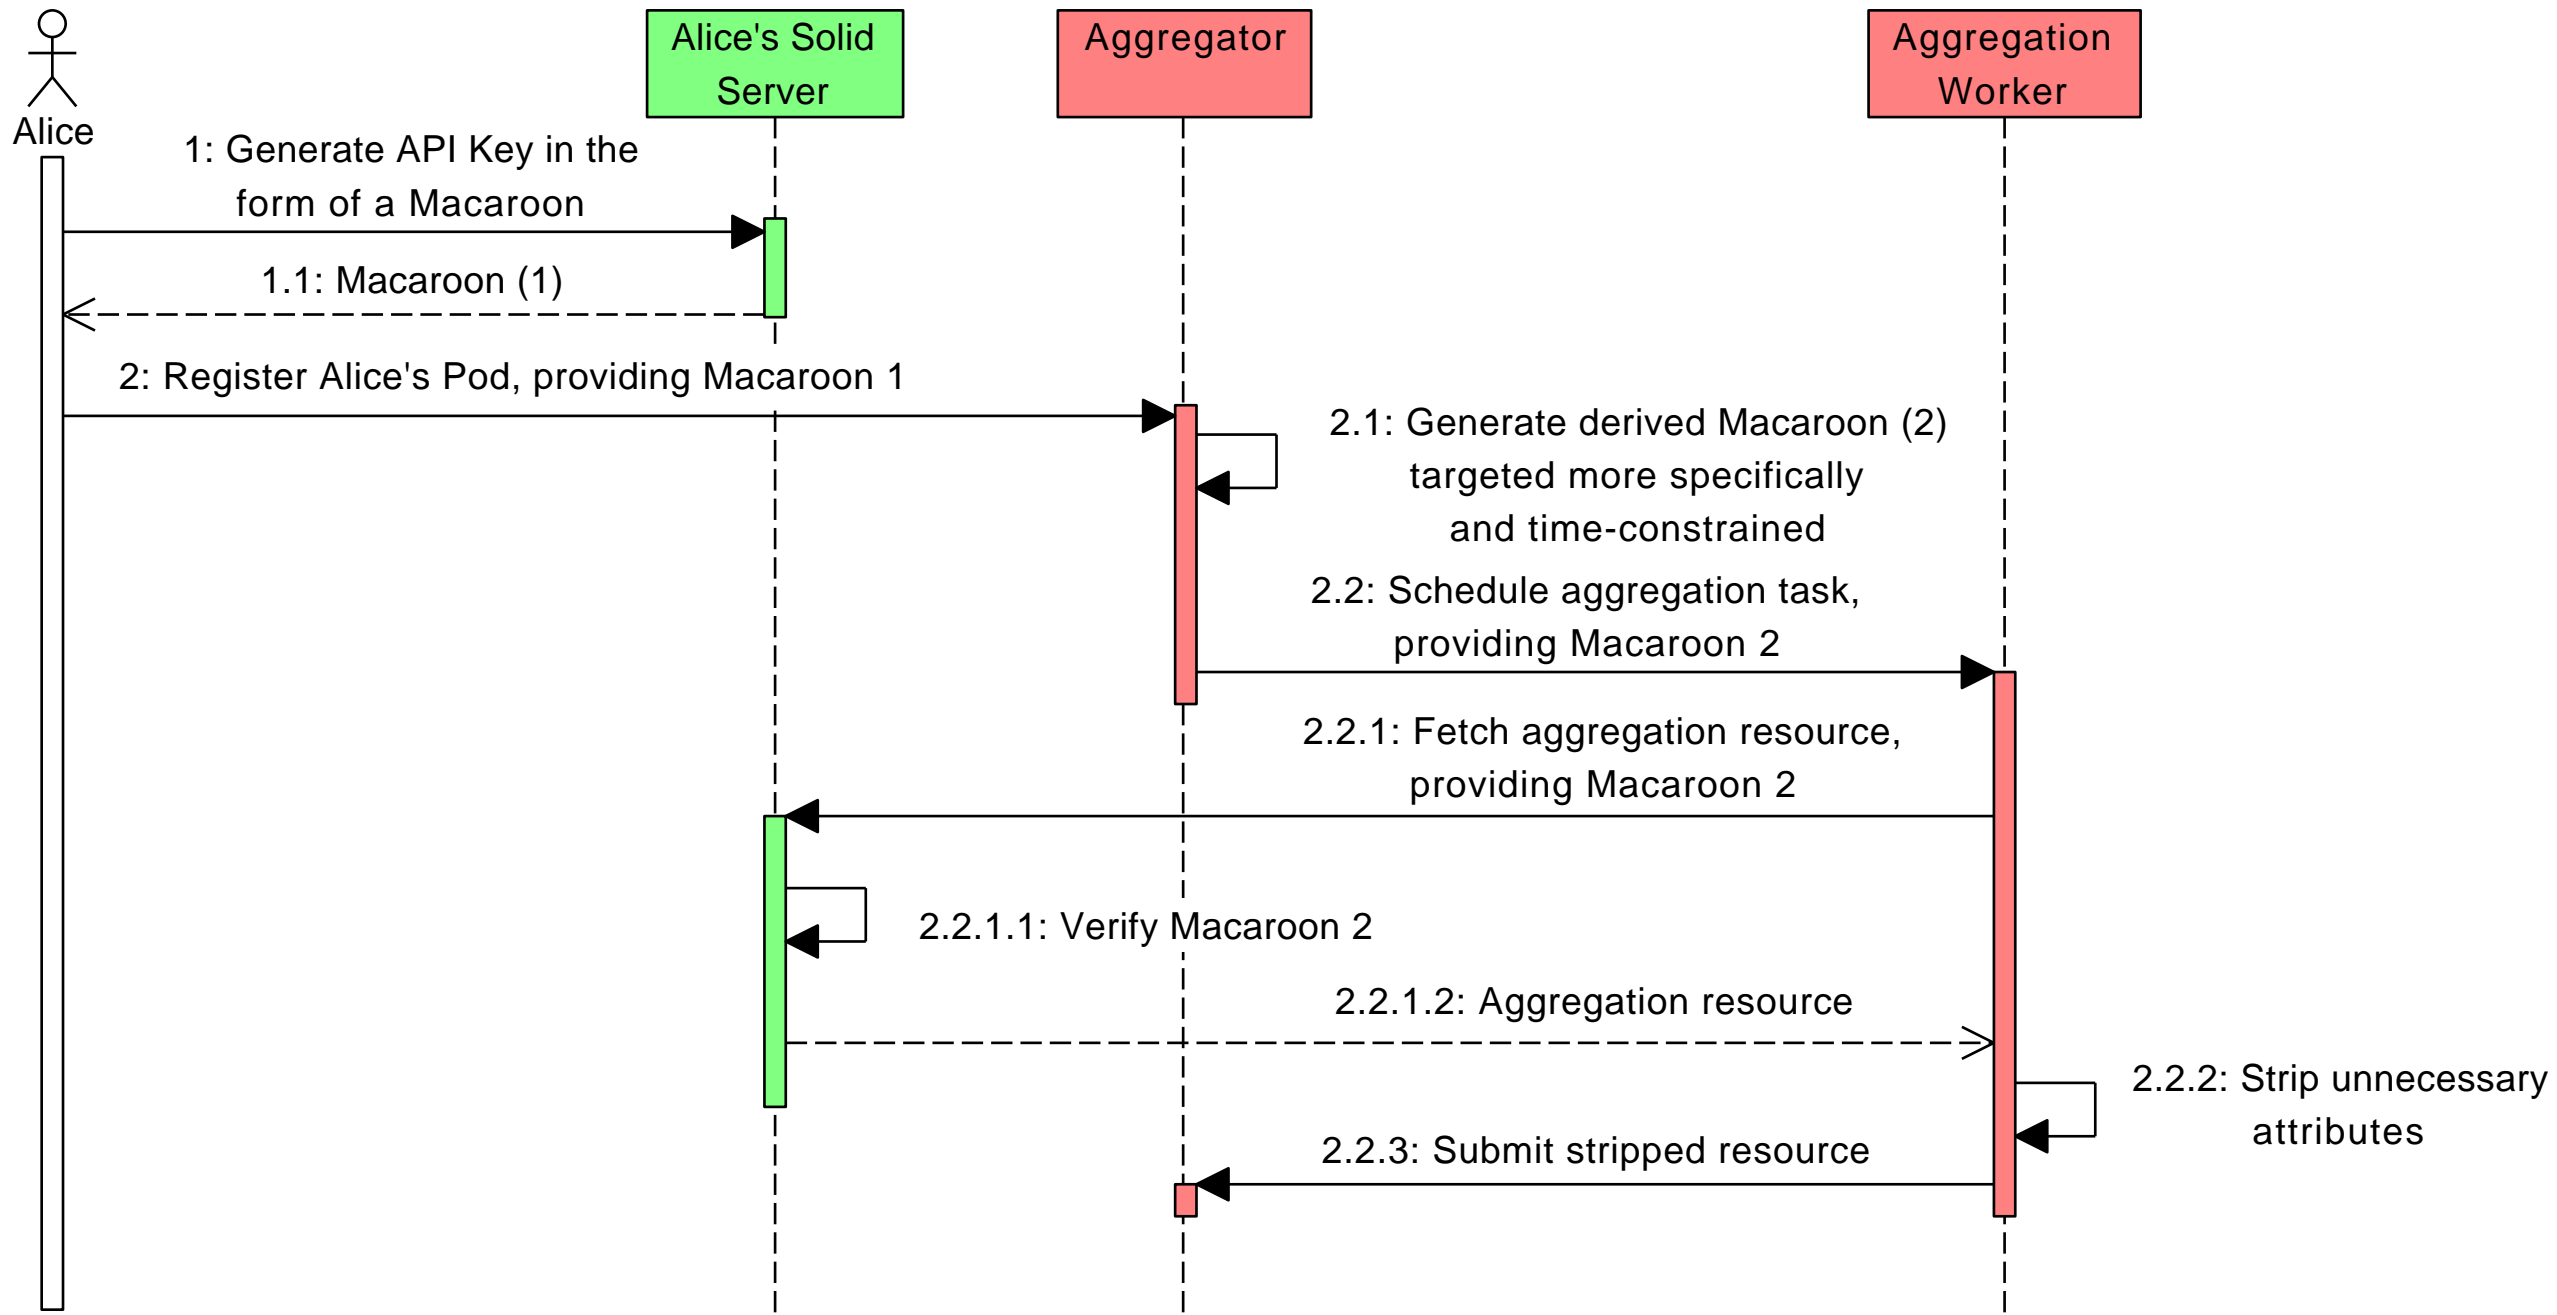 Alice's Solid
Server
Aggregator
Aggregation
Worker
Alice
1: Generate API Key in the
form of a Macaroon
1.1: Macaroon (1)
2: Register Alice's Pod, providing Macaroon 1
2.1: Generate derived Macaroon (2)
targeted more specifically
and time-constrained
2.2: Schedule aggregation task,
providing Macaroon 2
2.2.1: Fetch aggregation resource,
providing Macaroon 2
2.2.1.1: Verify Macaroon 2
2.2.1.2: Aggregation resource
2.2.2: Strip unnecessary
attributes
2.2.3: Submit stripped resource